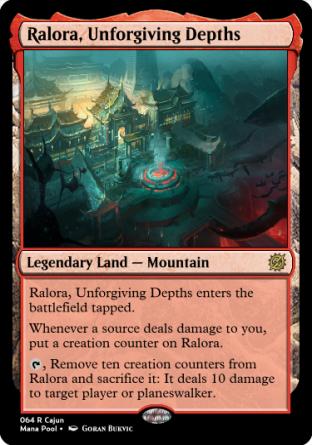 Ralora, Unforgiving Depths
Legendary Land — Mountain
Ralora, Unforgiving Depths enters the
battlefield tapped.
Whenever a source deals damage to you,
put a creation counter on Ralora.
, Remove ten creation counters from
Ralora and sacrifice it: It deals 10 damage
to target player or planeswalker.
064 R Cajun
Mana Pool • Goran Bukvic